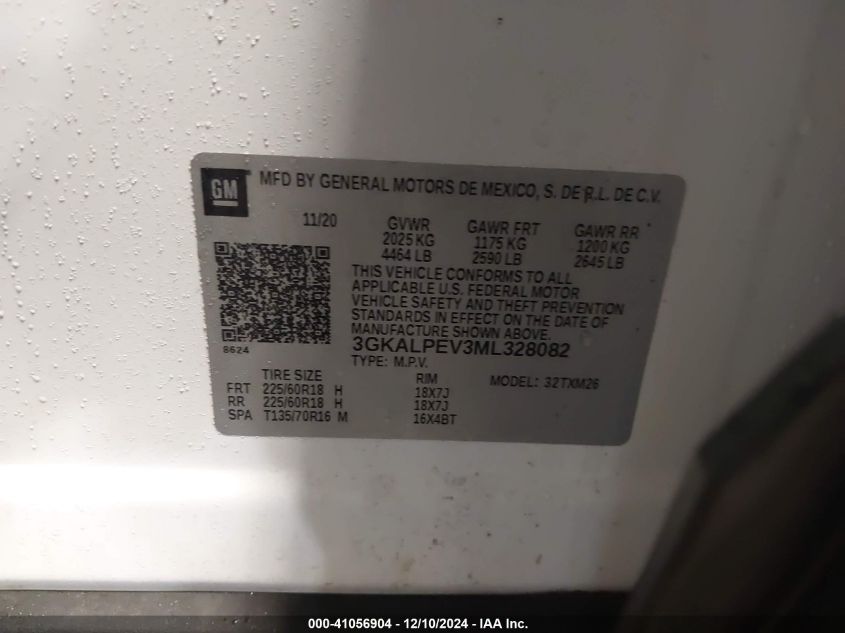 GM
MFD BY GENERAL MOTORS DE MEXICO, S. DE R.L. DE C.V.
11/20 GVWR GAWR FRT GAWR RR
2025 KG 1175 KG 1200 KG
4464 LB 2590 LB 2645 LB
THIS VEHICLE CONFORMS TO ALL
APPLICABLE U.S. FEDERAL MOTOR
VEHICLE SAFETY AND THEFT PREVENTION
STANDARDS IN EFFECT ON THE DATE OF
MANUFACTURE SHOWN ABOVE.
8624
3GKALPEV3ML328082
TYPE: M.P.V.
TIRE SIZE RIM MODEL: 32TXM26
FRT 225/60R18 H 18X7J
RR 225/60R18 H 18X7J
SPA T135/70R16 M 16X4BT
000-41056904 - 12/10/2024 - IAA Inc.